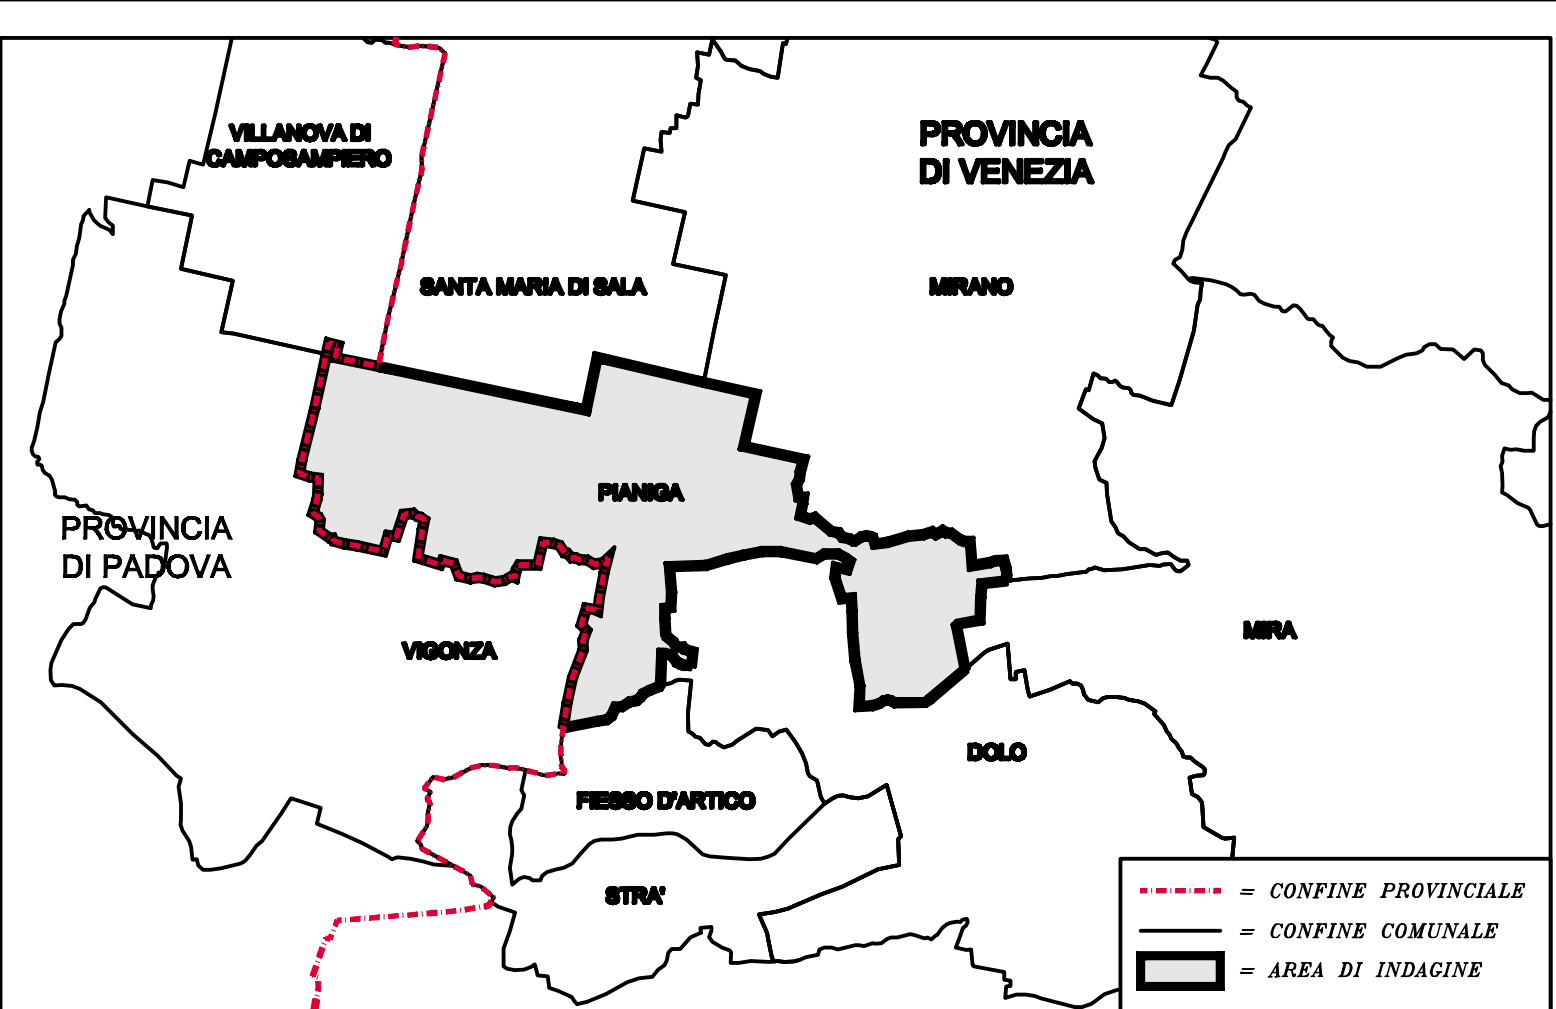 VILLANOVA DI
CAMPOSAMPIERO
PROVINCIA
DI VENEZIA
SANTA MARIA DI SALA
MIRANO
PIANIGA
PROVINCIA
DI PADOVA
VIGONZA
MIRA
DOLO
FIESSO D'ARTICO
STRA'
= CONFINE PROVINCIALE
= CONFINE COMUNALE
= AREA DI INDAGINE